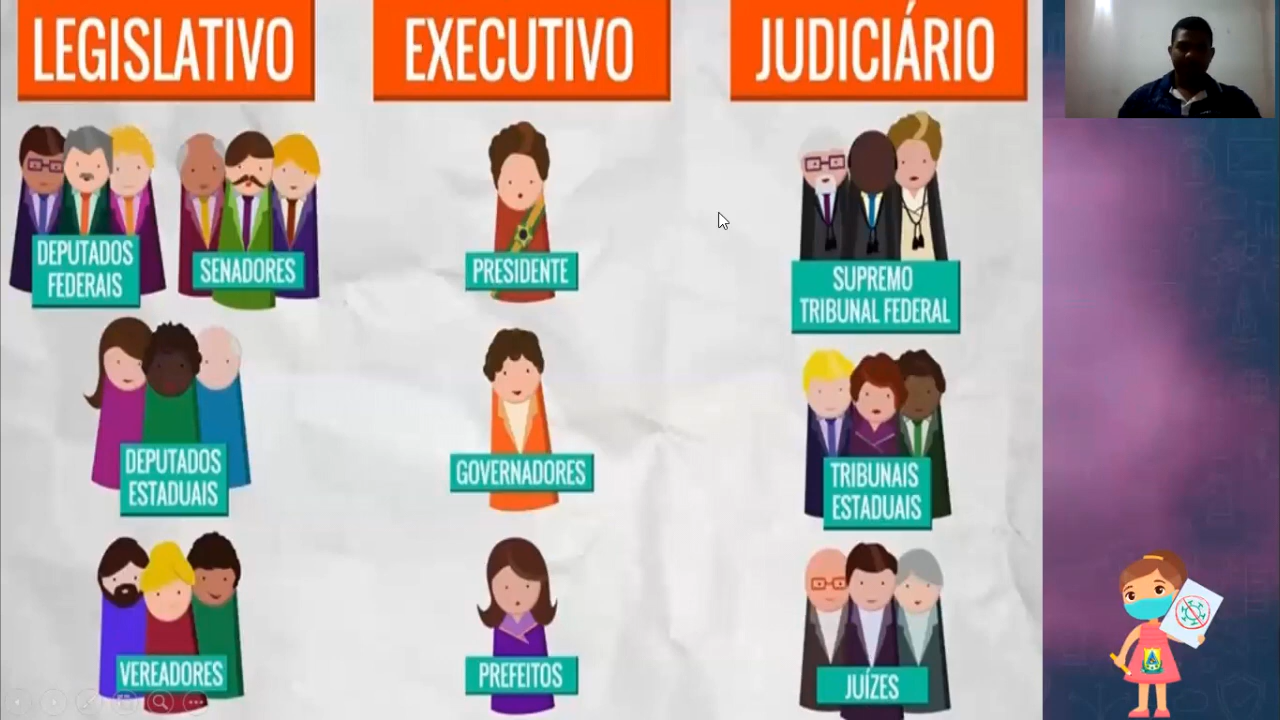 LEGISLATIVO
EXECUTIVO
JUDICIÁRIO
DEPUTADOS
FEDERAIS
SENADORES
PRESIDENTE
SUPREMO
TRIBUNAL FEDERAL
DEPUTADOS
ESTADUAIS
GOVERNADORES
TRIBUNAIS
ESTADUAIS
VEREADORES
PREFEITOS
JUÍZES